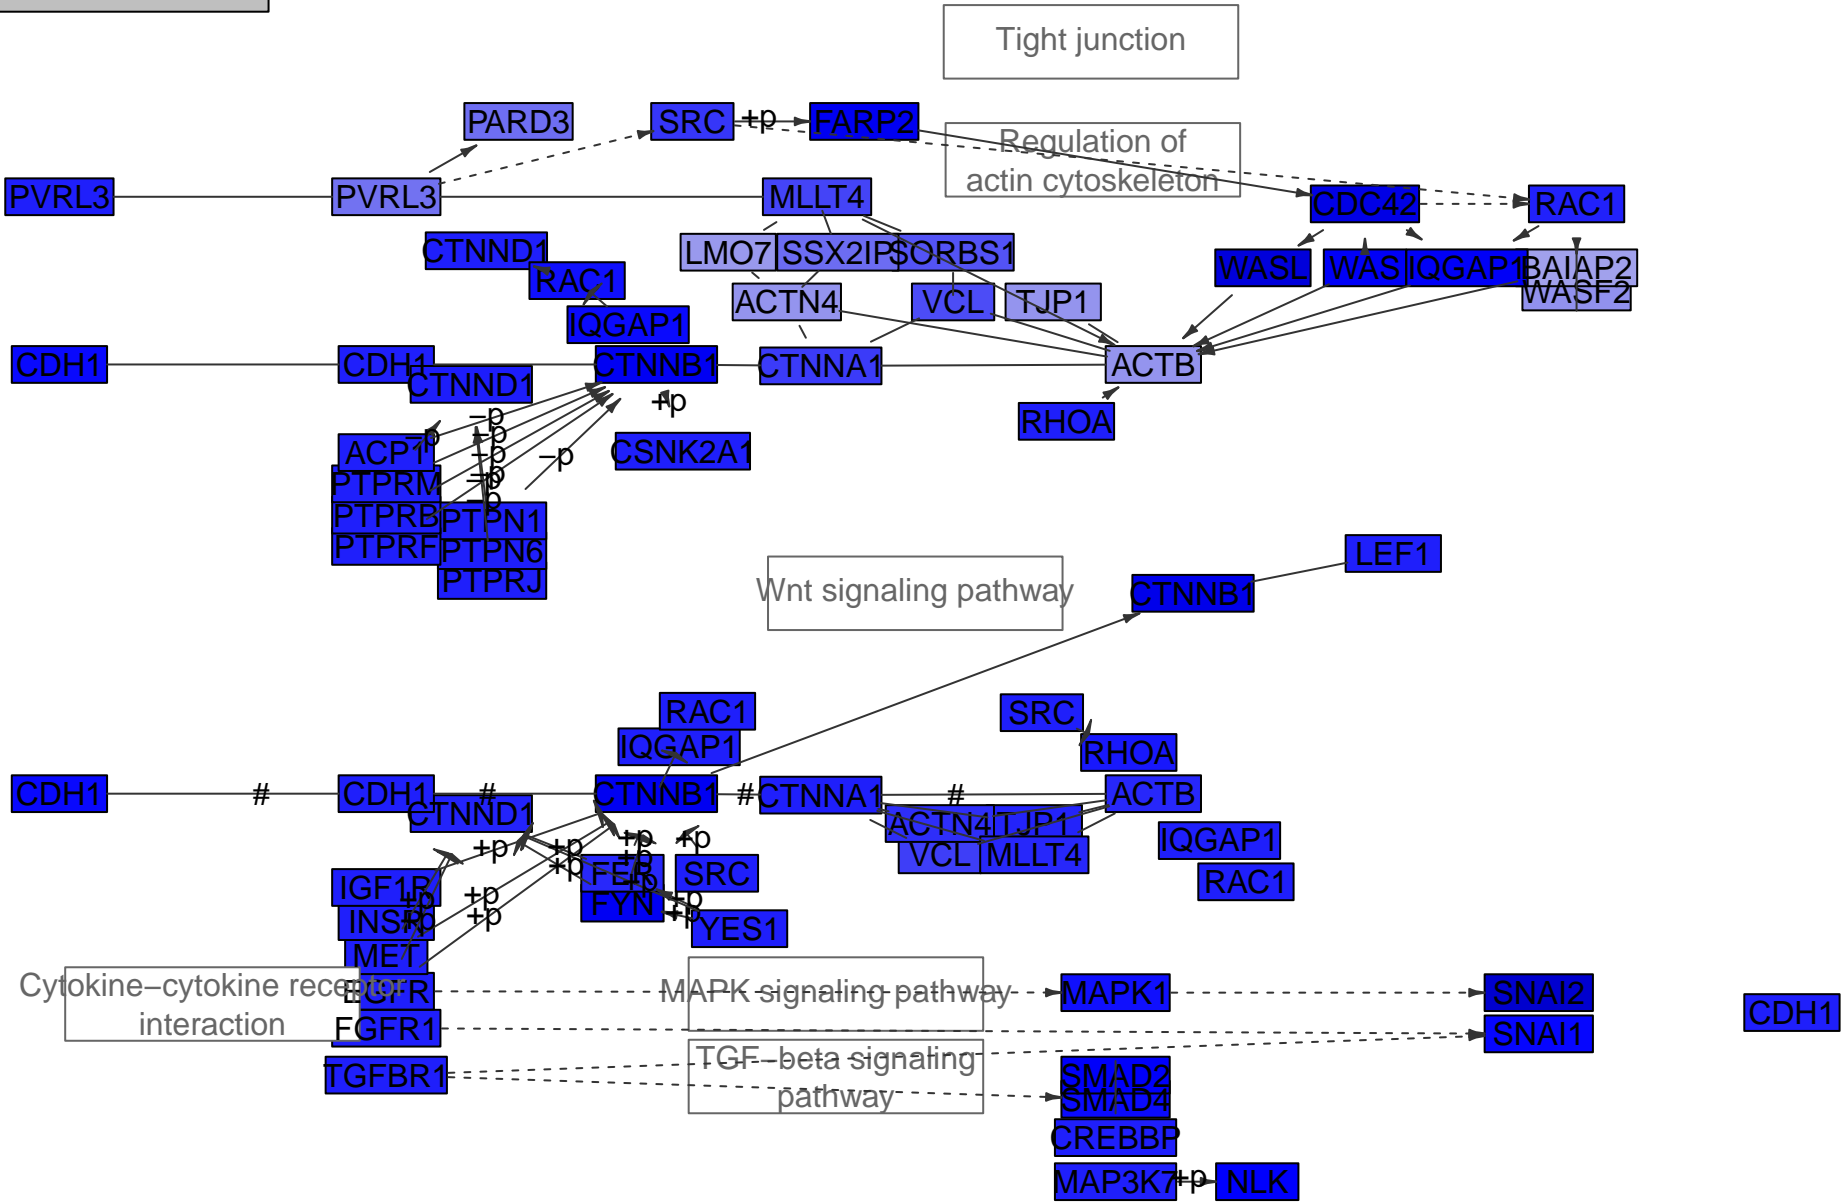 Tight junction
PARD3
SRC
+p
FARP2
Regulation of
actin cytoskeleton
PVRL3
PVRL3
MLLT4
CDC42
RAC1
CTNND1
LMO7
SSX2IP
SORBS1
WASL
WAS
IQGAP1
BAIAP2
RAC1
WASF2
ACTN4
VCL
TJP1
IQGAP1
CDH1
CDH1
CTNNB1
CTNNA1
ACTB
CTNND1
+p
RHOA
–p
–p
–p
ACP1
–p
–p
CSNK2A1
PTPRM
–p
–p
–p
PTPRB
PTPN1
PTPRF
PTPN6
PTPRJ
LEF1
Wnt signaling pathway
CTNNB1
RAC1
SRC
IQGAP1
RHOA
CDH1
#
CDH1
#
CTNNB1
#
CTNNA1
#
ACTB
CTNND1
ACTN4
TJP1
+p
+p
+p
+p
IQGAP1
+p
+p
VCL
MLLT4
FER
SRC
RAC1
IGF1R
+p
+p
+p
+p
FYN
+p
INSR
+p
+p
YES1
MET
Cytokine–cytokine receptor
interaction
EGFR
MAPK signaling pathway
MAPK1
SNAI2
CDH1
FGFR1
SNAI1
TGF–beta signaling
pathway
TGFBR1
SMAD2
SMAD4
CREBBP
MAP3K7
+p
NLK